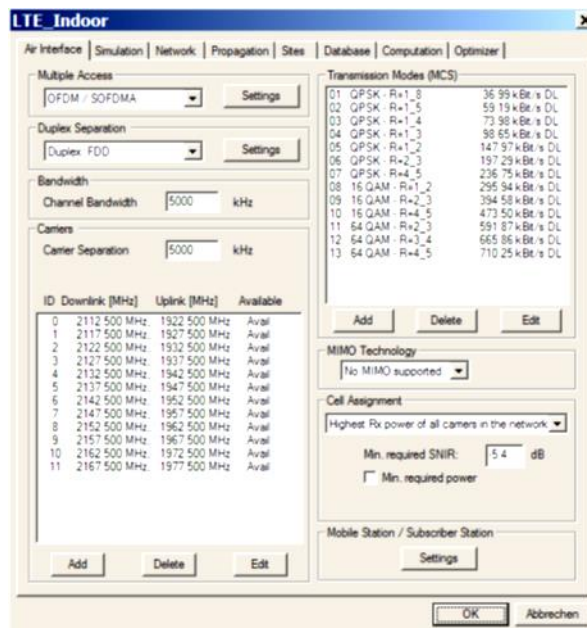 LTE_Indoor
Air Interface Simulation Network Propagation Sites Database Computation Optimizer
Multiple Access
OFDM / SOFDMA
Settings
Duplex Separation
Duplex FDD
Settings
Bandwidth
Channel Bandwidth 5000 kHz
Carriers
Carrier Separation 5000 kHz
ID Downlink [MHz] Uplink [MHz] Available
0 2112.500 MHz. 1922.500 MHz Avail
1 2117.500 MHz. 1927.500 MHz Avail
2 2122.500 MHz. 1932.500 MHz Avail
3 2127.500 MHz. 1937.500 MHz Avail
4 2132.500 MHz. 1942.500 MHz Avail
5 2137.500 MHz. 1947.500 MHz Avail
6 2142.500 MHz. 1952.500 MHz Avail
7 2147.500 MHz. 1957.500 MHz Avail
8 2152.500 MHz. 1962.500 MHz Avail
9 2157.500 MHz. 1967.500 MHz Avail
10 2162.500 MHz. 1972.500 MHz Avail
11 2167.500 MHz. 1977.500 MHz Avail
Add Delete Edit
Transmission Modes (MCS)
01 QPSK - R=1_8 36.99 kBit/s DL
02 QPSK - R=1_5 59.19 kBit/s DL
03 QPSK - R=1_4 73.98 kBit/s DL
04 QPSK - R=1_3 98.65 kBit/s DL
05 QPSK - R=1_2 147.97 kBit/s DL
06 QPSK - R=2_3 197.29 kBit/s DL
07 QPSK - R=4_5 236.75 kBit/s DL
08 16 QAM - R=1_2 295.94 kBit/s DL
09 16 QAM - R=2_3 394.58 kBit/s DL
10 16 QAM - R=4_5 473.50 kBit/s DL
11 64 QAM - R=2_3 591.87 kBit/s DL
12 64 QAM - R=3_4 665.86 kBit/s DL
13 64 QAM - R=4_5 710.25 kBit/s DL
Add Delete Edit
MIMO Technology
No MIMO supported
Cell Assignment
Highest Rx power of all carriers in the network
Min. required SNIR: -5.4 dB
Min. required power
Mobile Station / Subscriber Station
Settings
OK Abbrechen